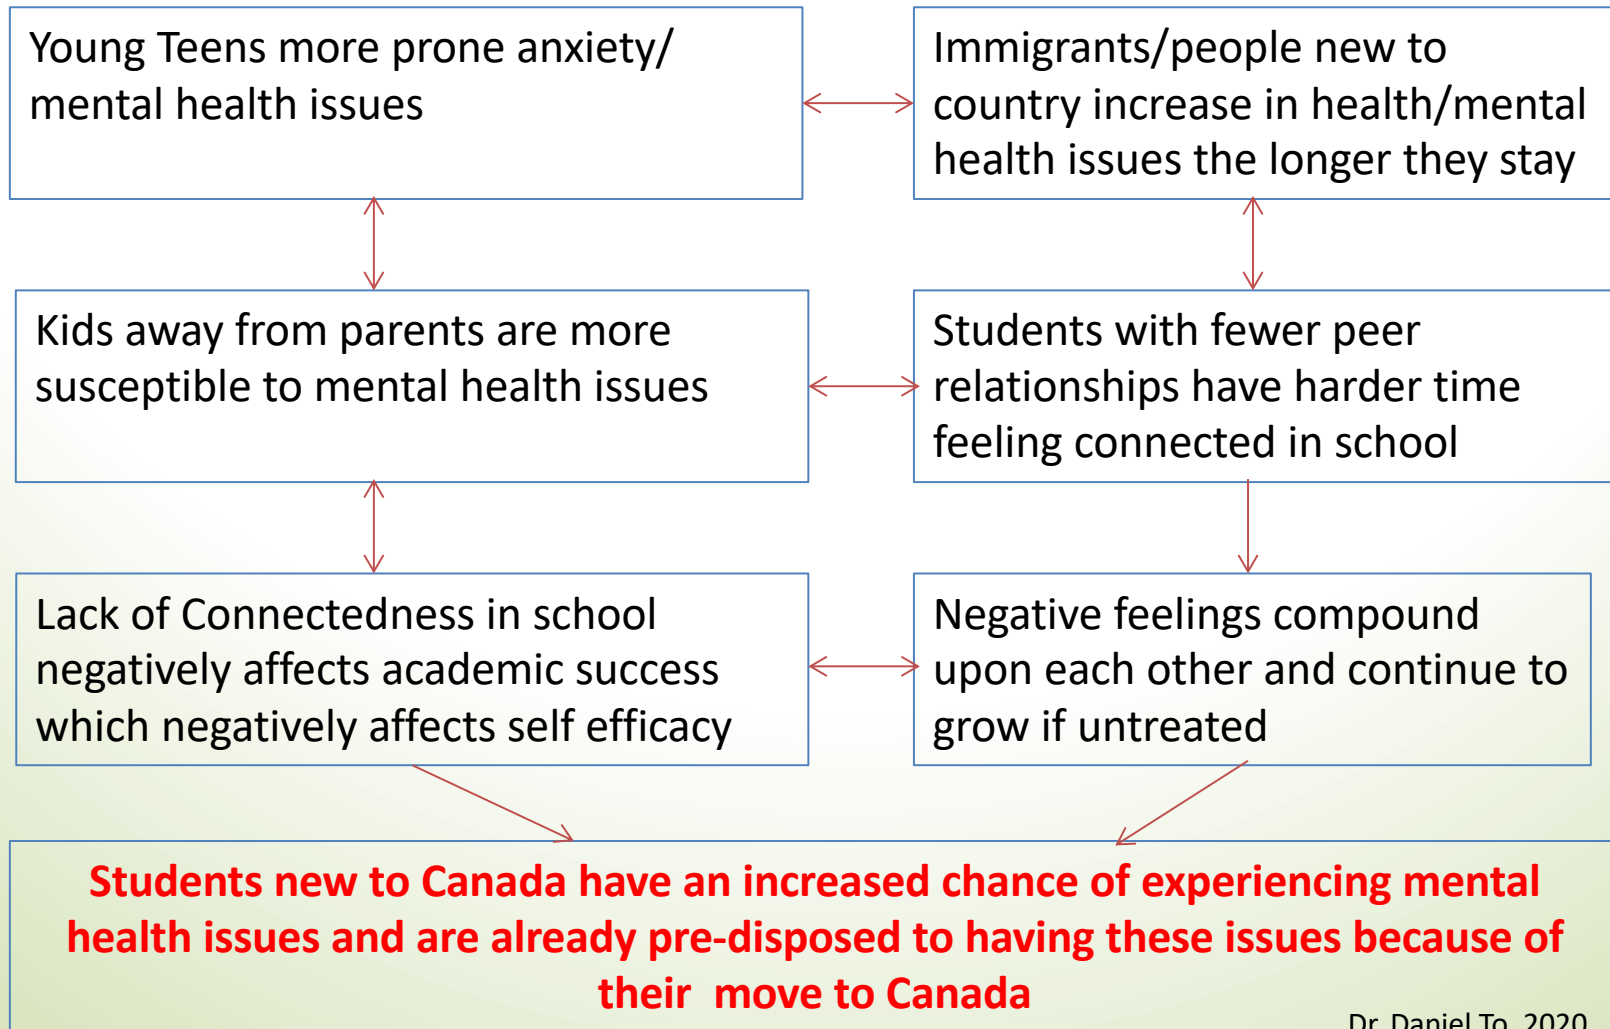 Young Teens more prone anxiety/
mental health issues
Immigrants/people new to
country increase in health/mental
health issues the longer they stay
Kids away from parents are more
susceptible to mental health issues
Students with fewer peer
relationships have harder time
feeling connected in school
Lack of Connectedness in school
negatively affects academic success
which negatively affects self efficacy
Negative feelings compound
upon each other and continue to
grow if untreated
Students new to Canada have an increased chance of experiencing mental
health issues and are already pre-disposed to having these issues because of
their  move to Canada
Dr. Daniel To, 2020